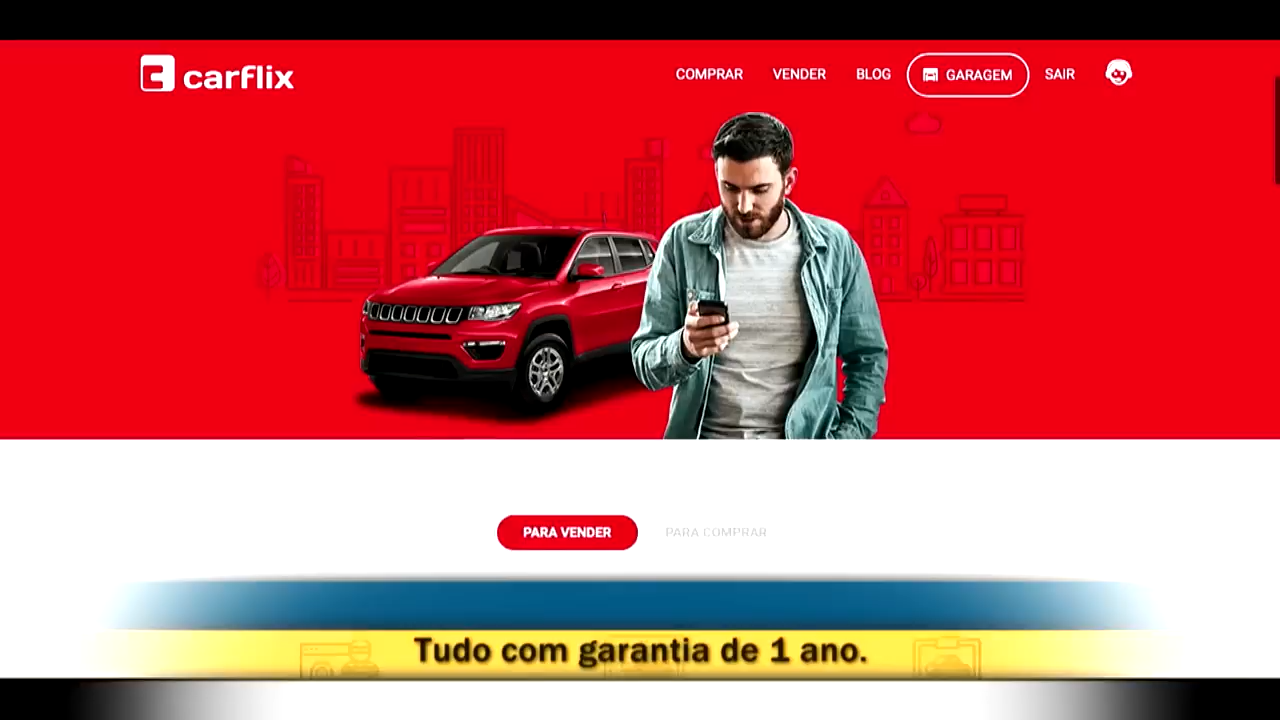 carflix
COMPRAR VENDER BLOG GARAGEM SAIR
PARA VENDER PARA COMPRAR
Tudo com garantia de 1 ano.